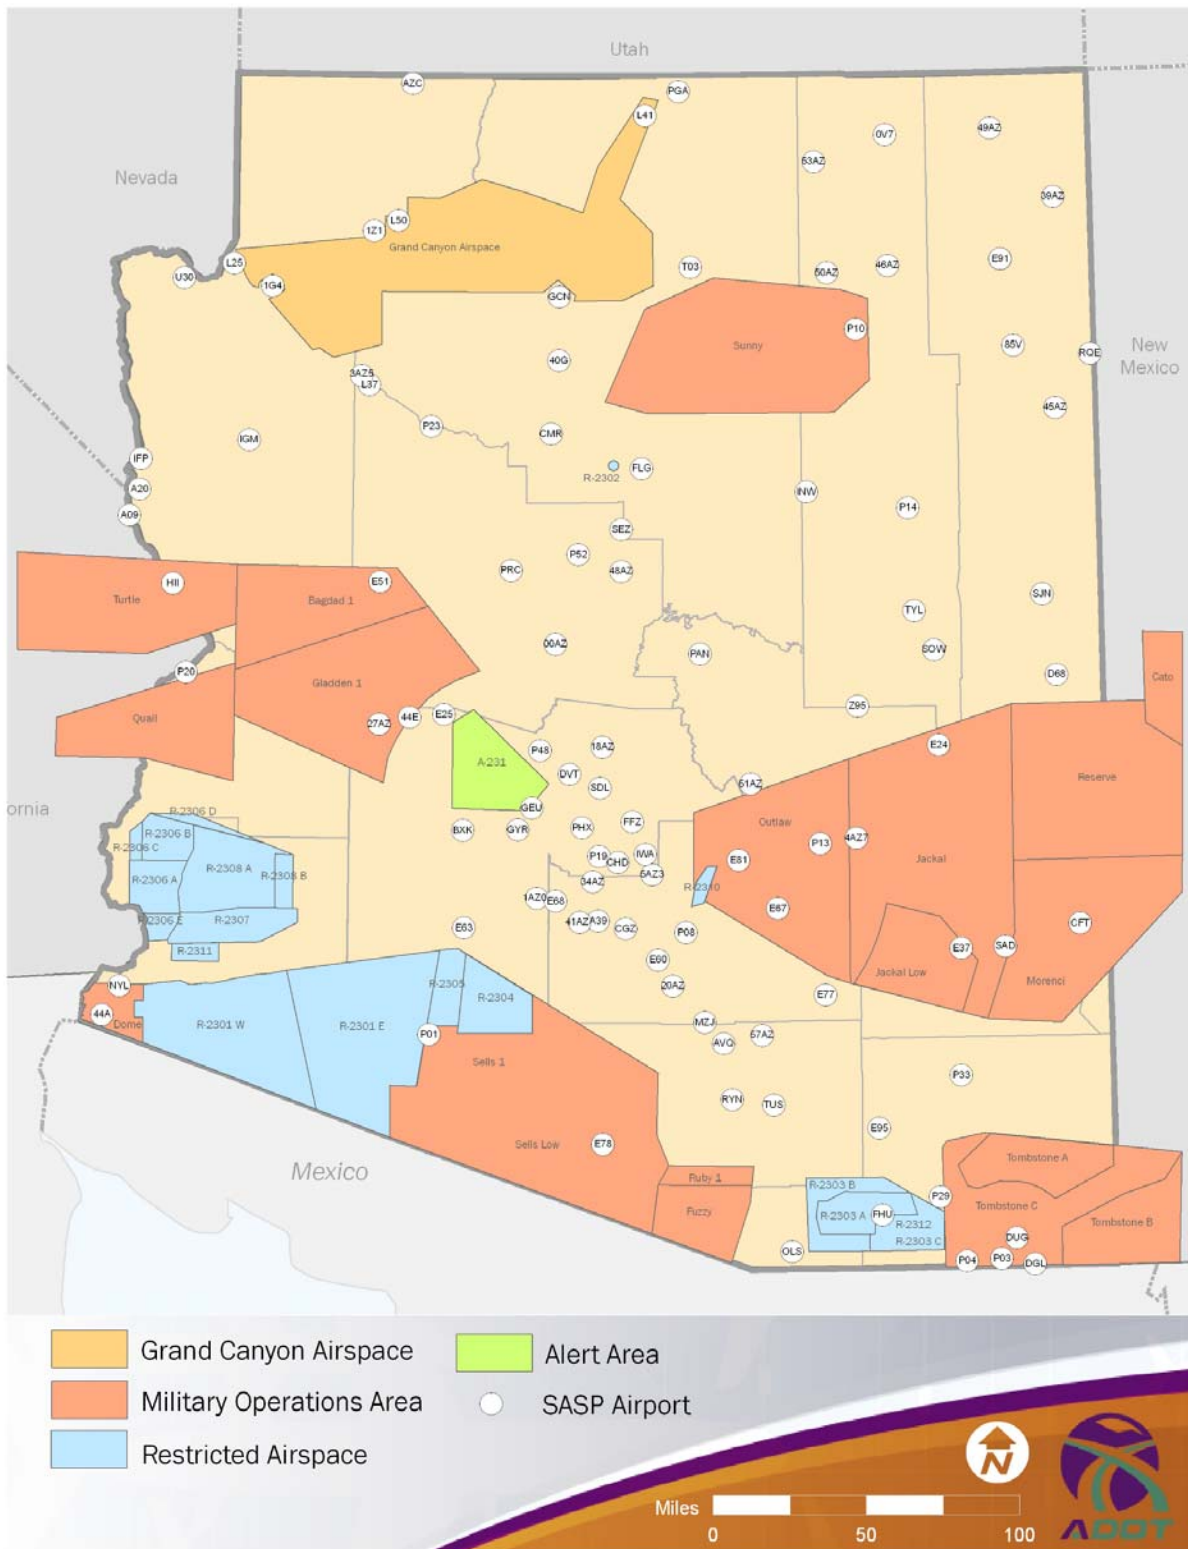 Utah
AZC
PGA
L41
0V7
49AZ
53AZ
Nevada
39AZ
L50
1Z1
Grand Canyon Airspace
E91
L25
T03
46AZ
50AZ
U30
1G4
GCN
P10
Sunny
85V
New
Mexico
RQE
40G
3AZ5
L37
45AZ
P23
CMR
IGM
IFP
FLG
R-2302
A20
INW
P14
A09
SEZ
P52
PRC
48AZ
HII
E51
Turtle
Bagdad 1
SJN
TYL
00AZ
SOW
PAN
P20
D68
Cato
Gladden 1
Quail
Z95
27AZ
44E
E25
E24
P48
18AZ
A-231
DVT
Reserve
SDL
51AZ
ornia
GEU
R-2306 D
R-2306 B
BXK
GYR
PHX
FFZ
Outlaw
R-2306 C
P13
4AZ7
P19
CHD
IWA
E81
Jackal
R-2308 A
R-2308 B
R-2306 A
34AZ
5AZ3
R-2310
1AZ0
E68
E67
R-2306 E
R-2307
41AZ
A39
CGZ
P08
CFT
E63
R-2311
E37
SAD
E60
Jackal Low
Morenci
NYL
R-2305
R-2304
20AZ
E77
44A
Dome
R-2301 W
R-2301 E
P01
MZJ
AVQ
57AZ
Sells 1
P33
RYN
TUS
E95
Sells Low
E78
Mexico
Tombstone A
Ruby 1
R-2303 B
P29
Fuzzy
R-2303 A
FHU
R-2312
Tombstone C
Tombstone B
R-2303 C
DUG
OLS
P04
P03
DGL
Grand Canyon Airspace
Alert Area
Military Operations Area
SASP Airport
Restricted Airspace
N
Miles
0
50
100
ADOT